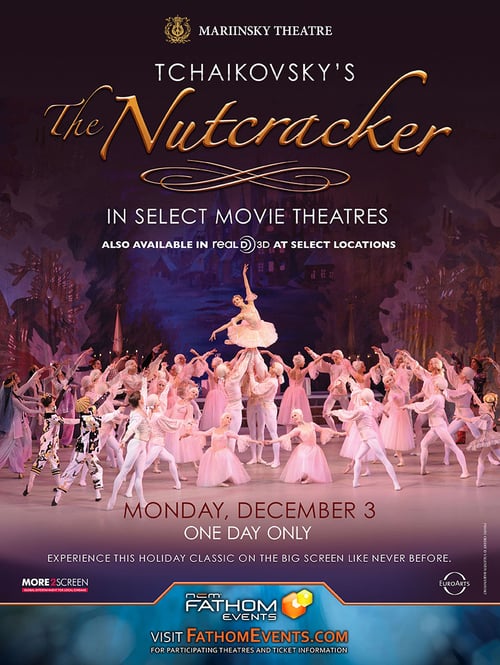 MARIINSKY THEATRE
TCHAIKOVSKY'S
The Nutcracker
IN SELECT MOVIE THEATRES
ALSO AVAILABLE IN REALD 3D AT SELECT LOCATIONS
MONDAY, DECEMBER 3
ONE DAY ONLY
EXPERIENCE THIS HOLIDAY CLASSIC ON THE BIG SCREEN LIKE NEVER BEFORE.
MORE2SCREEN
EUROARTS
ncm
FATHOM
EVENTS
VISIT FATHOMEVENTS.COM
FOR PARTICIPATING THEATRES AND TICKET INFORMATION